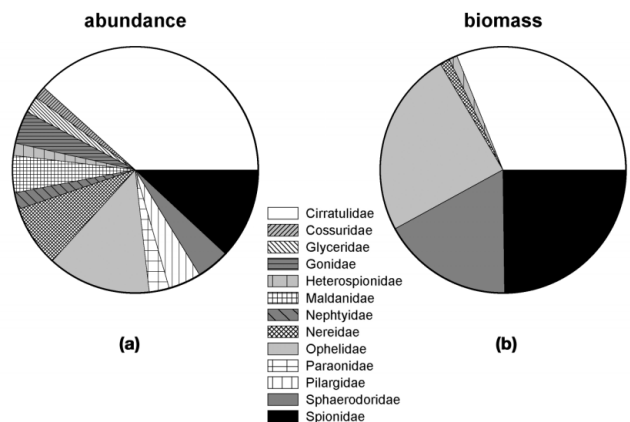 abundance
biomass
Cirratulidae
Cossuridae
Glyceridae
Gonidae
Heterospionidae
Maldanidae
Nephtyidae
Nereidae
Ophelidae
Paraonidae
Pilargidae
Sphaerodoridae
Spionidae
(a)
(b)